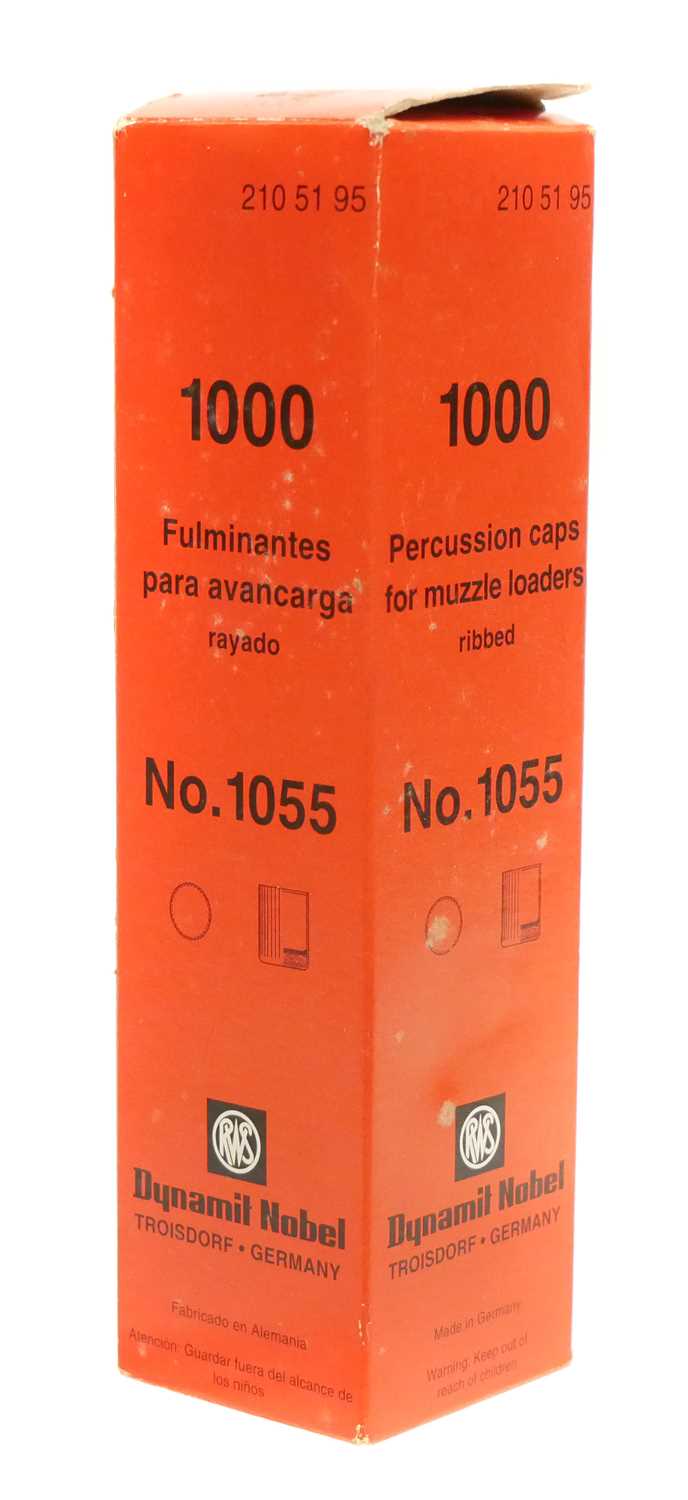 210 51 95
1000
Fulminantes
para avancarga
rayado
No. 1055
RWS
Dynamit Nobel
TROISDORF • GERMANY
Fabricado en Alemania
Atención: Guardar fuera del alcance de
los niños
210 51 95
1000
Percussion caps
for muzzle loaders
ribbed
No. 1055
RWS
Dynamit Nobel
TROISDORF • GERMANY
Made in Germany
Warning: Keep out of
reach of children